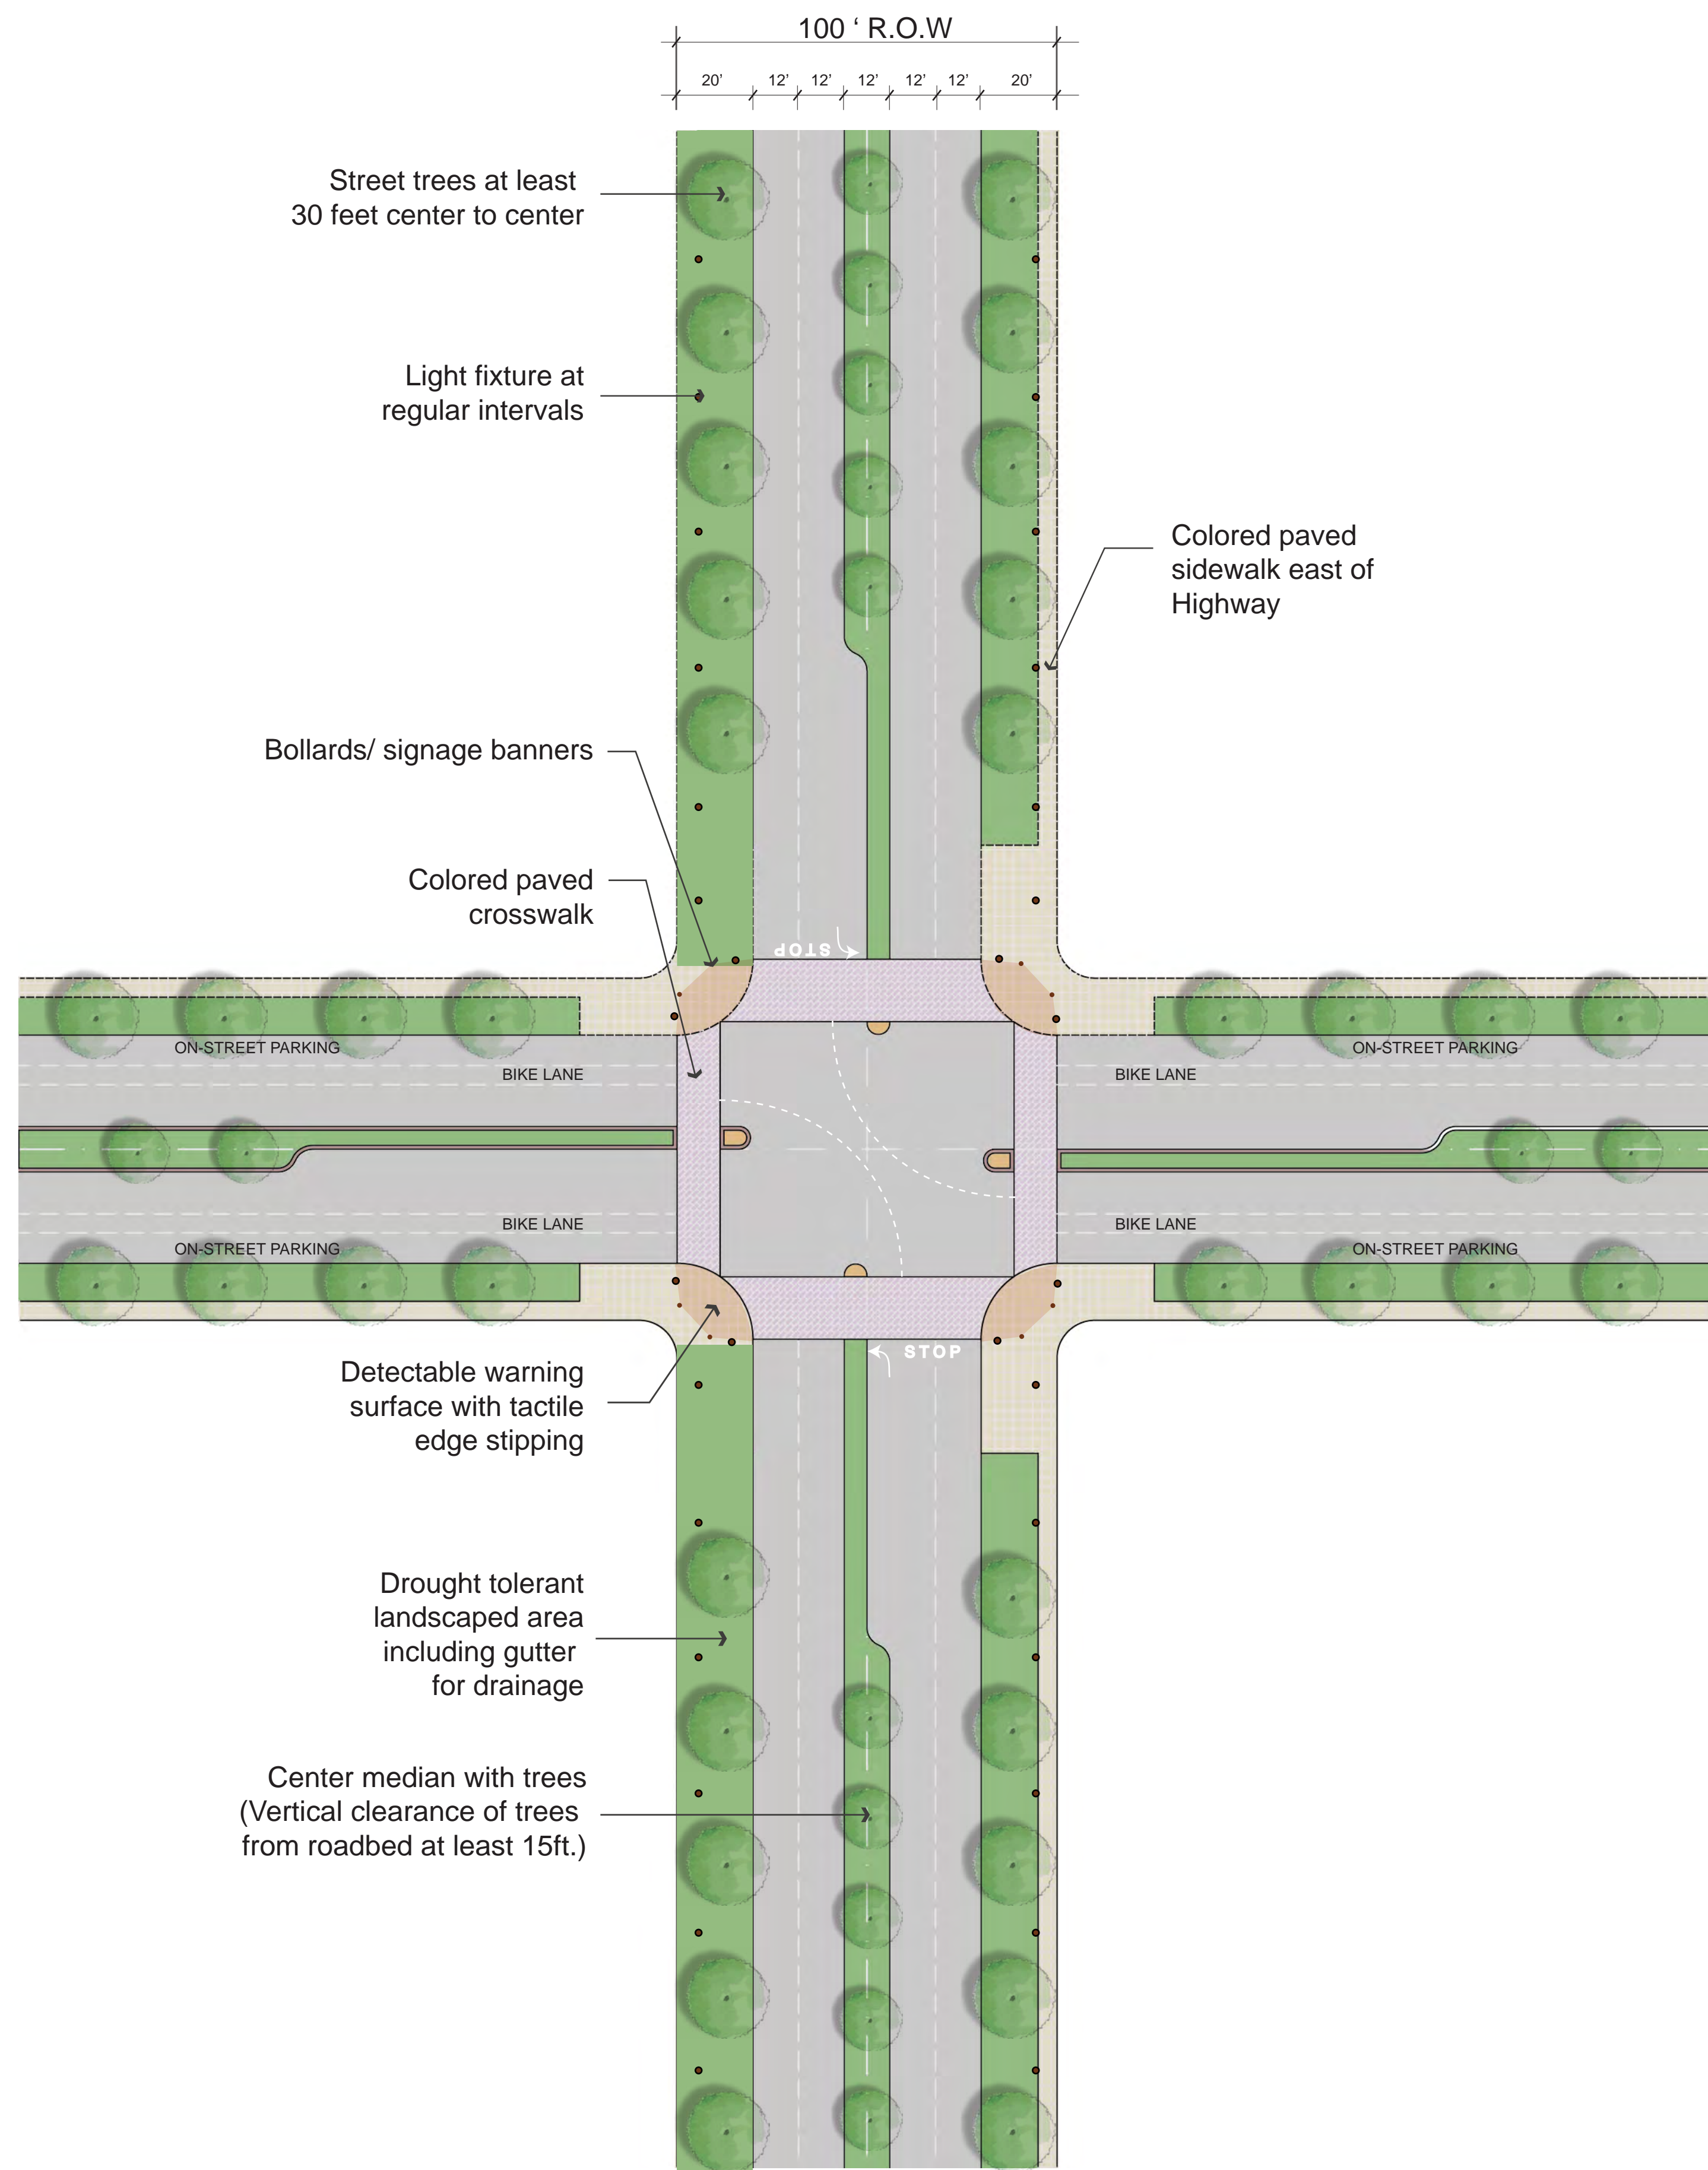 100 ‘ R.O.W
20’ 12’ 12’ 12’ 12’ 12’ 20’
Street trees at least
30 feet center to center
Light fixture at
regular intervals
Colored paved
sidewalk east of
Highway
Bollards/ signage banners
Colored paved
crosswalk
STOP
ON-STREET PARKING
ON-STREET PARKING
BIKE LANE
BIKE LANE
BIKE LANE
BIKE LANE
ON-STREET PARKING
ON-STREET PARKING
STOP
Detectable warning
surface with tactile
edge stipping
Drought tolerant
landscaped area
including gutter
for drainage
Center median with trees
(Vertical clearance of trees
from roadbed at least 15ft.)